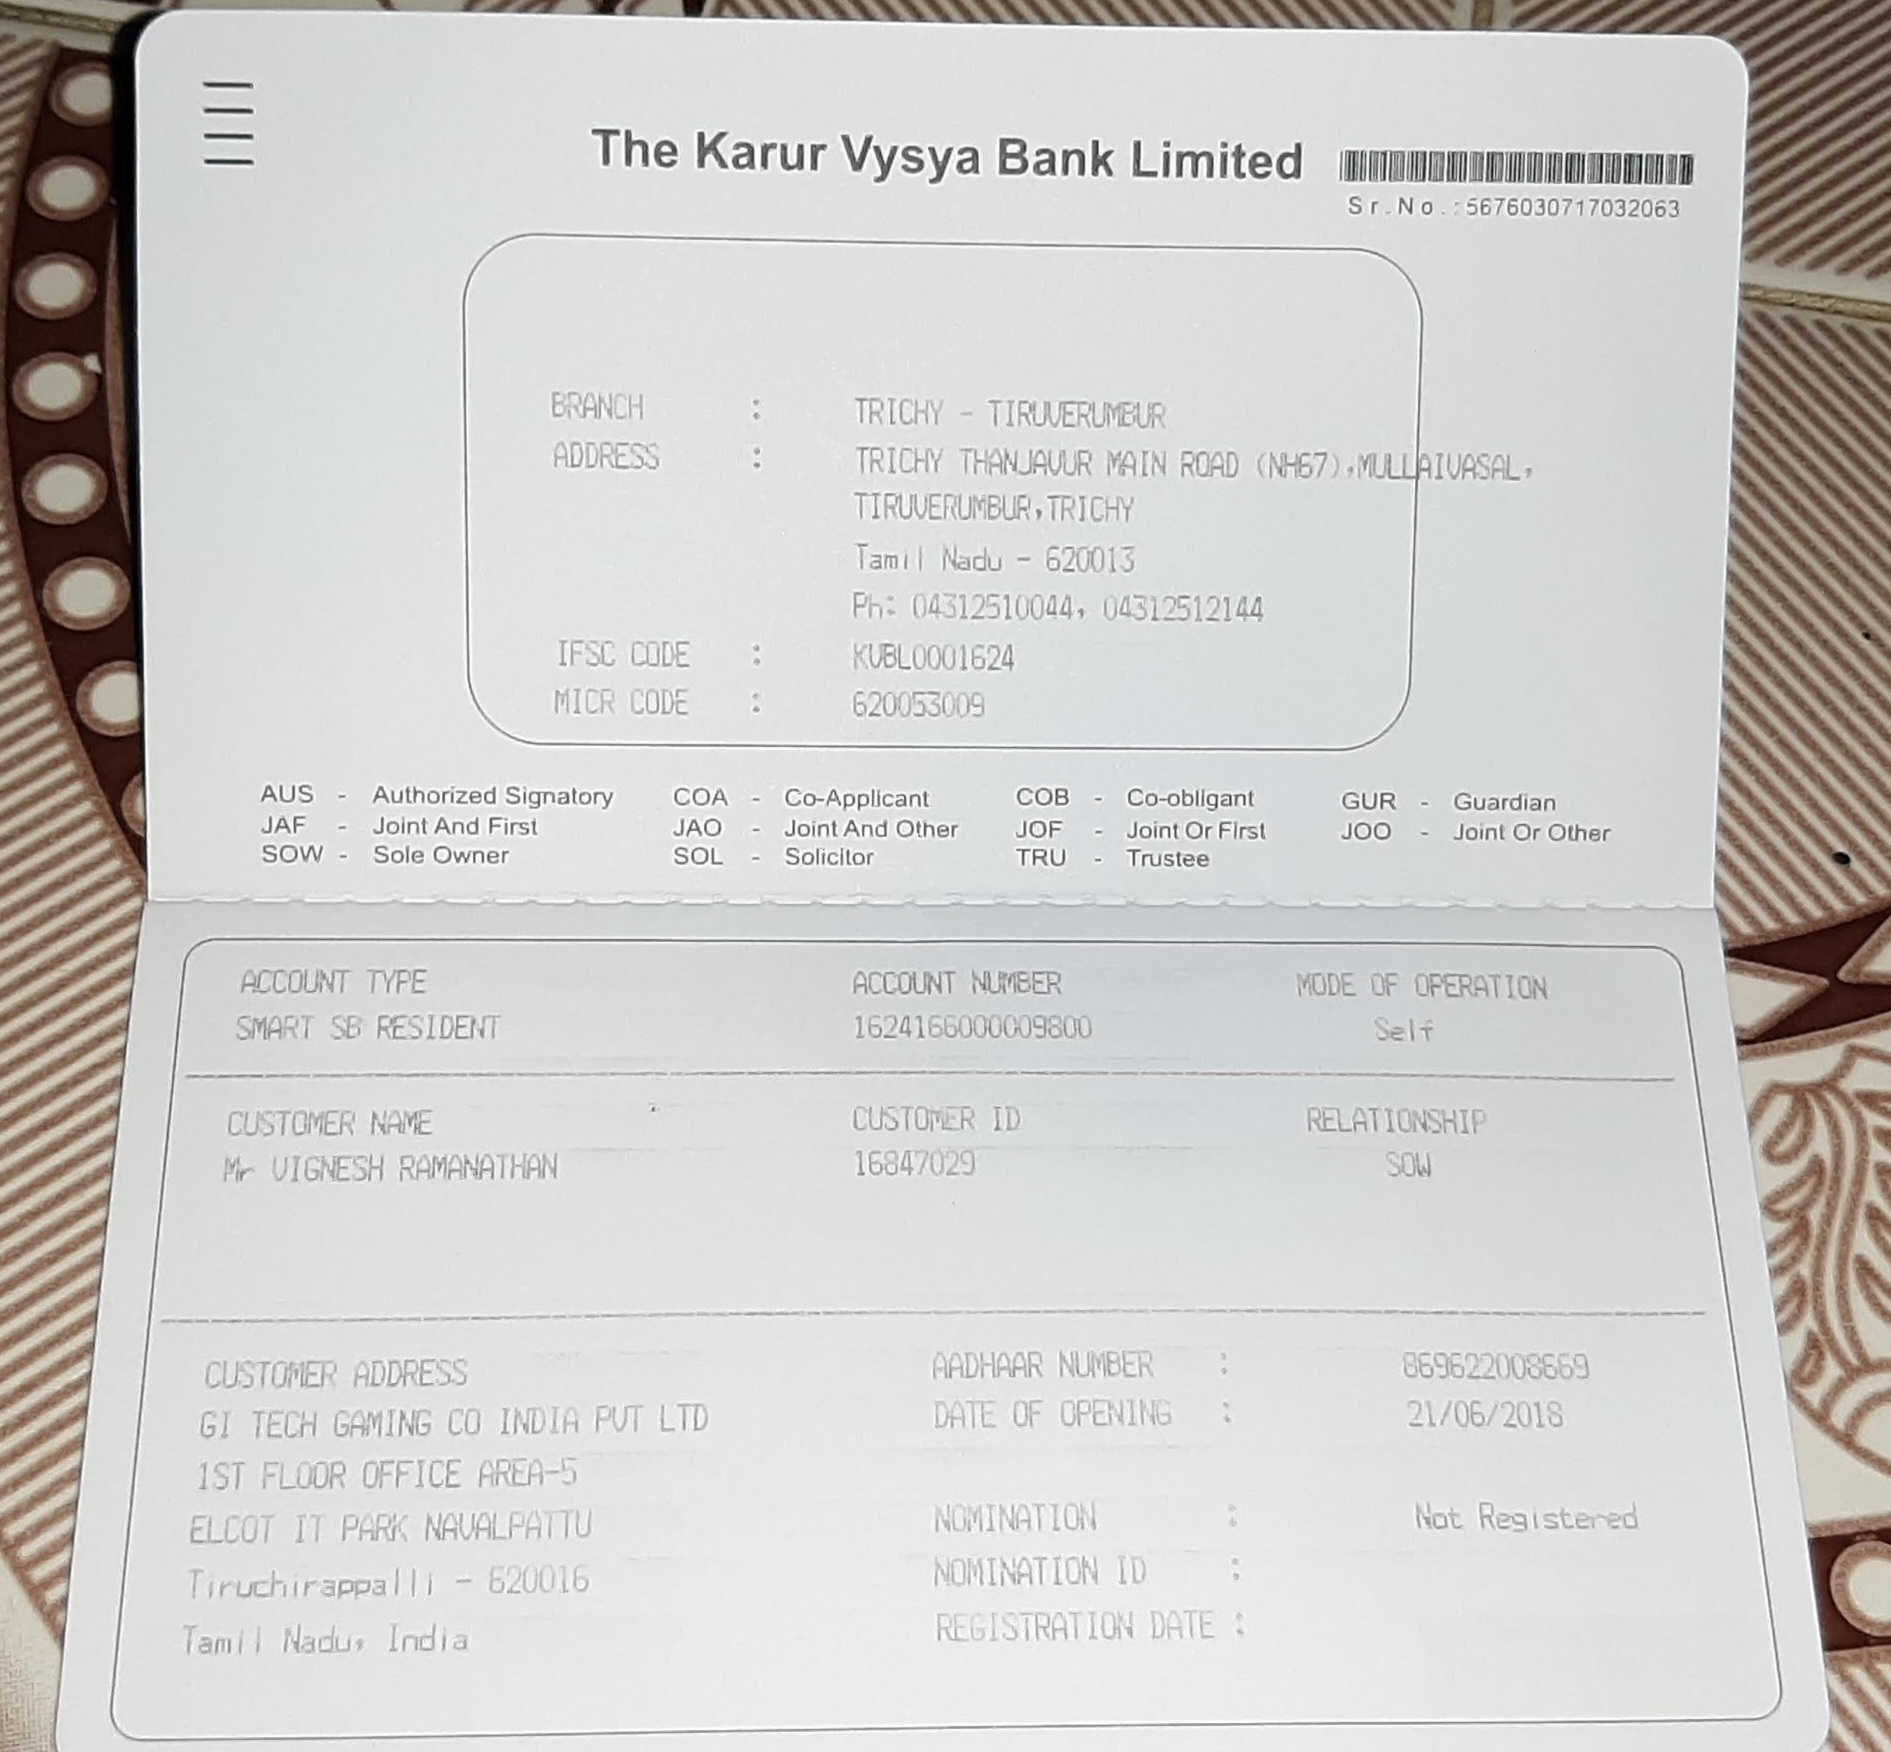 The Karur Vysya Bank Limited
Sr.No.:5676030717032063
BRANCH : TRICHY - TIRUVERUMBUR
ADDRESS : TRICHY THANJAVUR MAIN ROAD (NH67),MULLAIVASAL,
TIRUVERUMBUR,TRICHY
Tamil Nadu - 620013
Ph: 04312510044, 04312512144
IFSC CODE : KVBL0001624
MICR CODE : 620053009
AUS - Authorized Signatory COA - Co-Applicant COB - Co-obligant GUR - Guardian
JAF - Joint And First JAO - Joint And Other JOF - Joint Or First JOO - Joint Or Other
SOW - Sole Owner SOL - Solicitor TRU - Trustee
ACCOUNT TYPE ACCOUNT NUMBER MODE OF OPERATION
SMART SB RESIDENT 1624166000009800 Self
CUSTOMER NAME CUSTOMER ID RELATIONSHIP
Mr VIGNESH RAMANATHAN 16847029 SOW
CUSTOMER ADDRESS AADHAAR NUMBER : 869622008669
GI TECH GAMING CO INDIA PVT LTD DATE OF OPENING : 21/06/2018
1ST FLOOR OFFICE AREA-5
ELCOT IT PARK NAVALPATTU NOMINATION : Not Registered
Tiruchirappalli - 620016 NOMINATION ID :
Tamil Nadu, India REGISTRATION DATE :